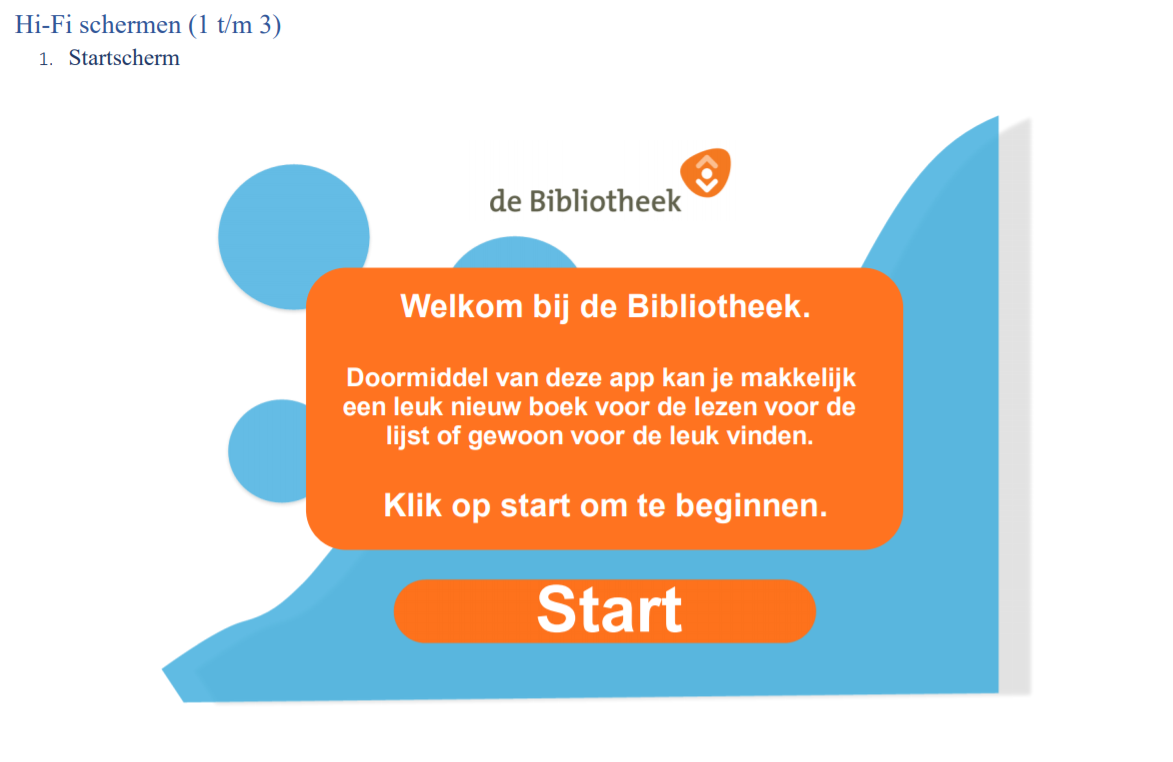 Hi-Fi schermen (1 t/m 3)
1. Startscherm
de Bibliotheek
Welkom bij de Bibliotheek.
Doormiddel van deze app kan je makkelijk
een leuk nieuw boek voor de lezen voor de
lijst of gewoon voor de leuk vinden.
Klik op start om te beginnen.
Start